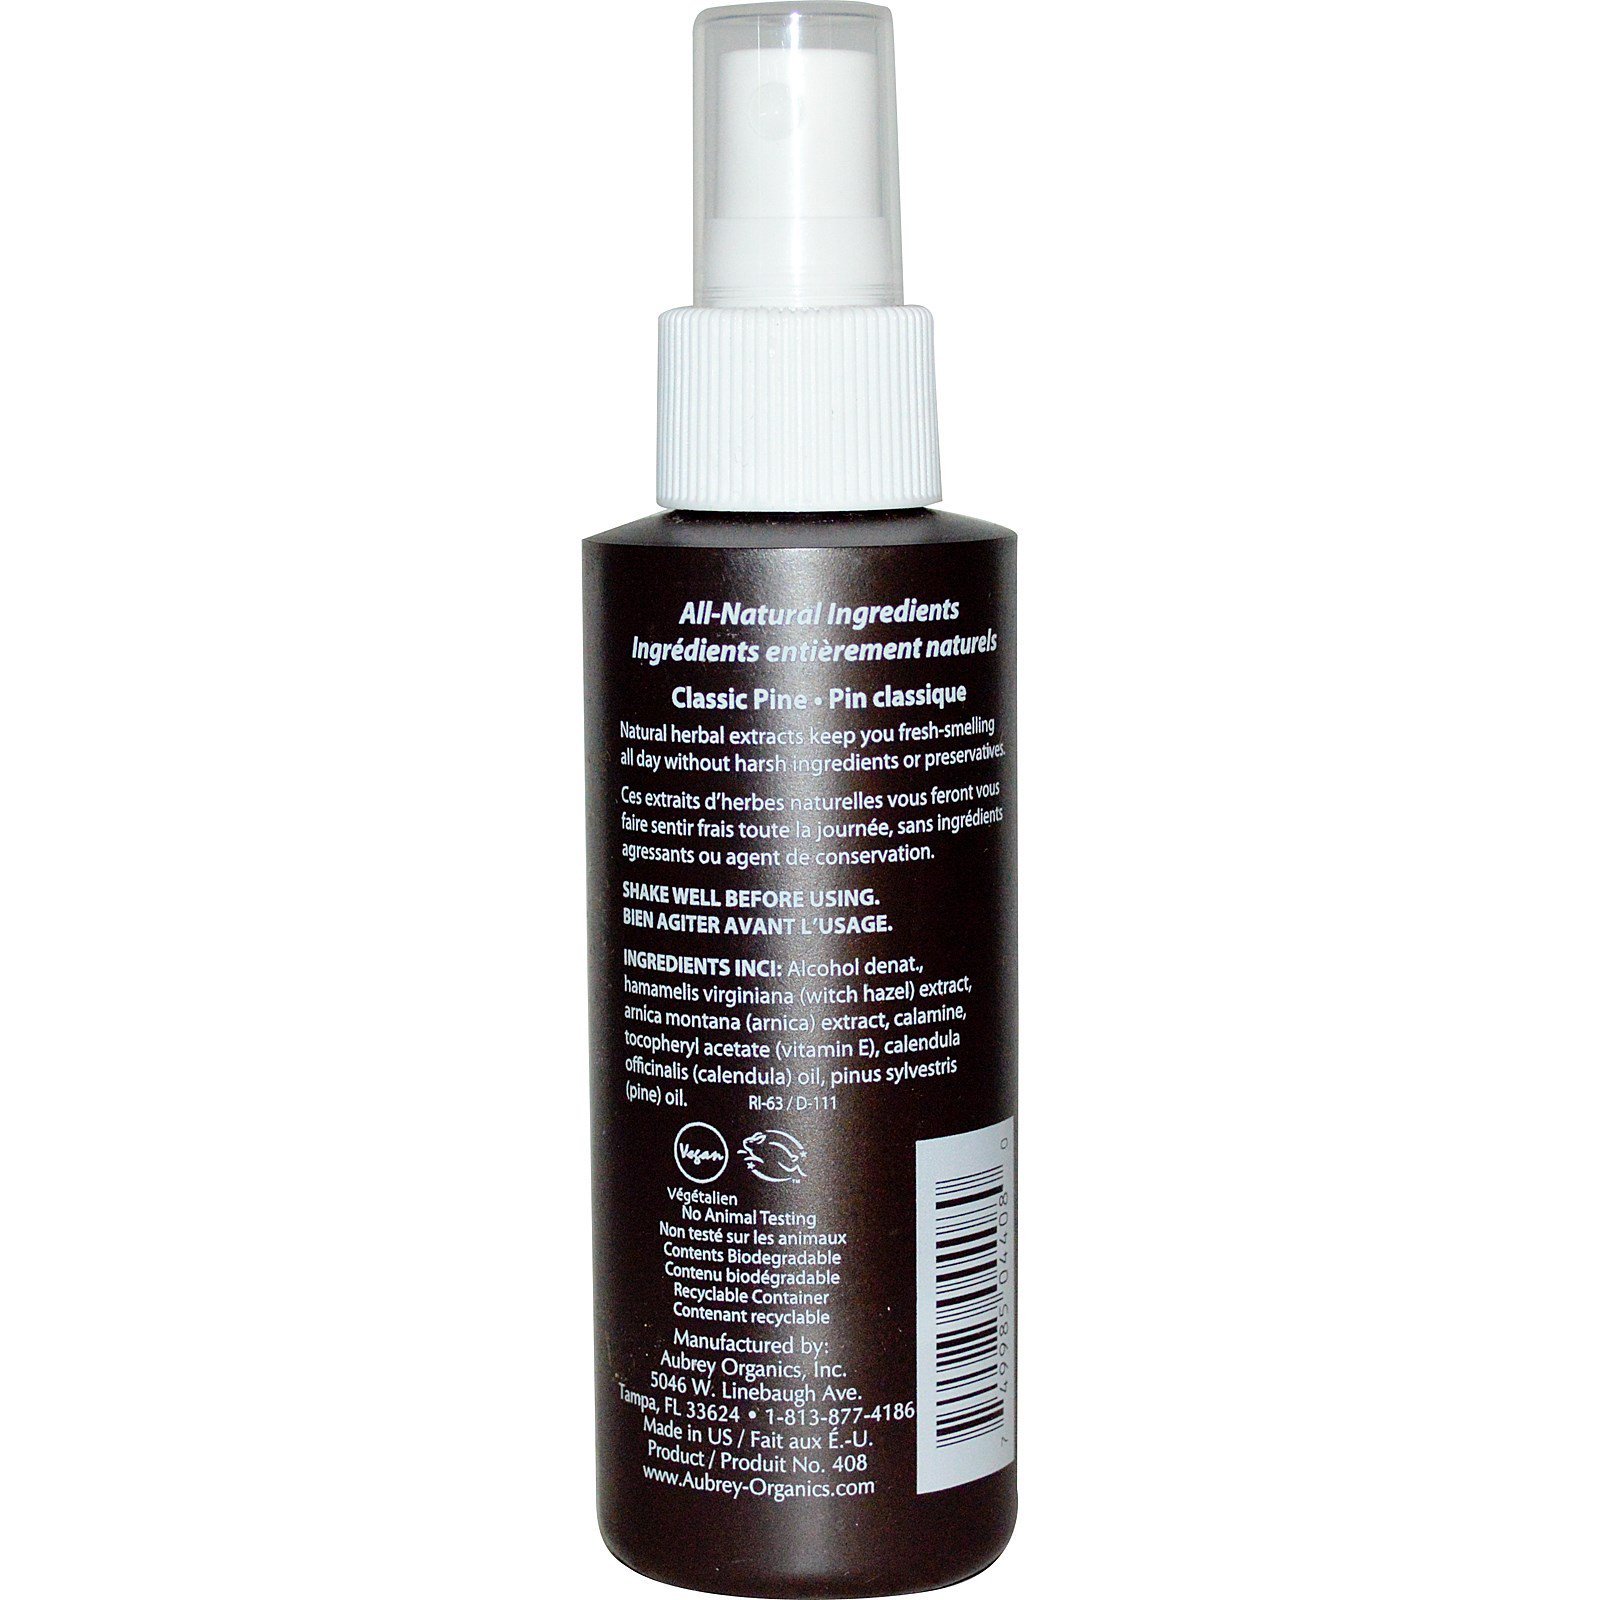 All-Natural Ingredients
Ingrédients entièrement naturels
Classic Pine • Pin classique
Natural herbal extracts keep you fresh-smelling
all day without harsh ingredients or preservatives.
Ces extraits d'herbes naturelles vous feront vous
faire sentir frais toute la journée, sans ingrédients
agressants ou agent de conservation.
SHAKE WELL BEFORE USING.
BIEN AGITER AVANT L'USAGE.
INGREDIENTS INCI: Alcohol denat.,
hamamelis virginiana (witch hazel) extract,
arnica montana (arnica) extract, calamine,
tocopheryl acetate (vitamin E), calendula
officinalis (calendula) oil, pinus sylvestris
(pine) oil. RI-63 / D-111
Vegan
Végétalien
No Animal Testing
Non testé sur les animaux
Contents Biodegradable
Contenu biodégradable
Recyclable Container
Contenant recyclable
Manufactured by:
Aubrey Organics, Inc.
5046 W. Linebaugh Ave.
Tampa, FL 33624 • 1-813-877-4186
Made in US / Fait aux É.-U.
Product / Produit No. 408
www.Aubrey-Organics.com
7 49985 04408 0